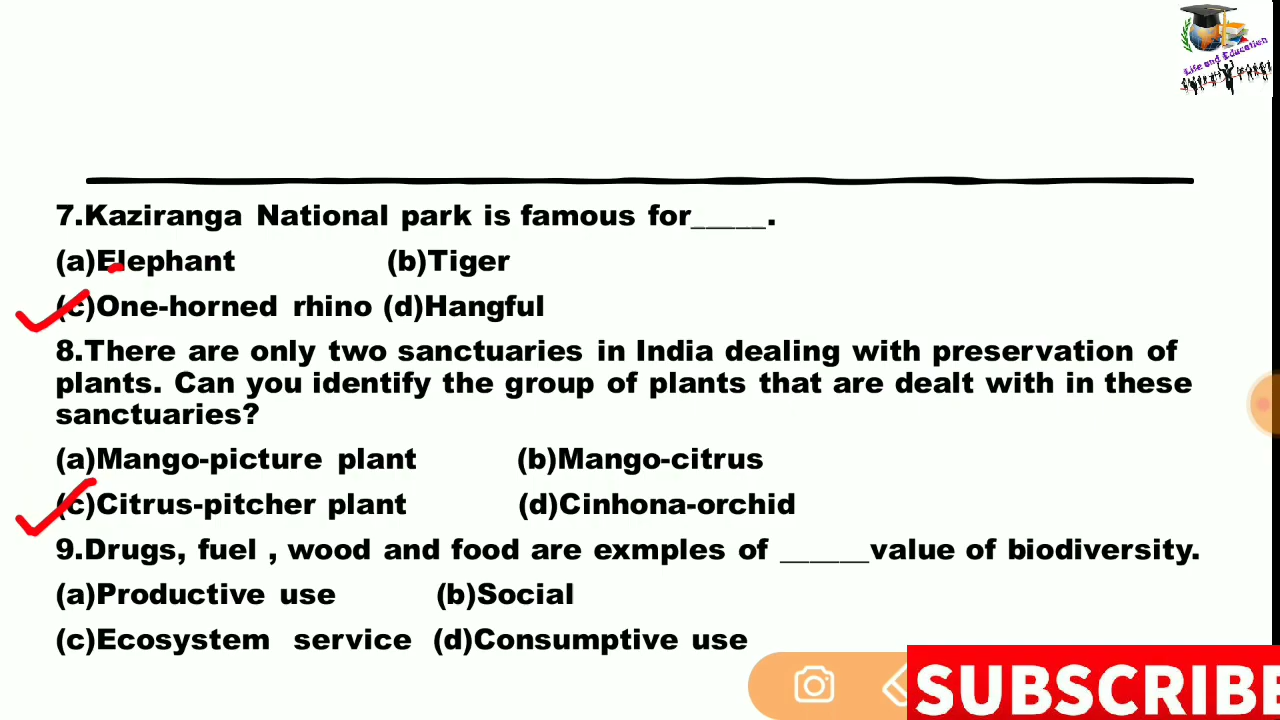 Life and Education
7.Kaziranga National park is famous for_____.
(a)Elephant (b)Tiger
(c)One-horned rhino (d)Hangful
8.There are only two sanctuaries in India dealing with preservation of
plants. Can you identify the group of plants that are dealt with in these
sanctuaries?
(a)Mango-picture plant (b)Mango-citrus
(c)Citrus-pitcher plant (d)Cinhona-orchid
9.Drugs, fuel , wood and food are exmples of ______value of biodiversity.
(a)Productive use (b)Social
(c)Ecosystem service (d)Consumptive use
SUBSCRIBE